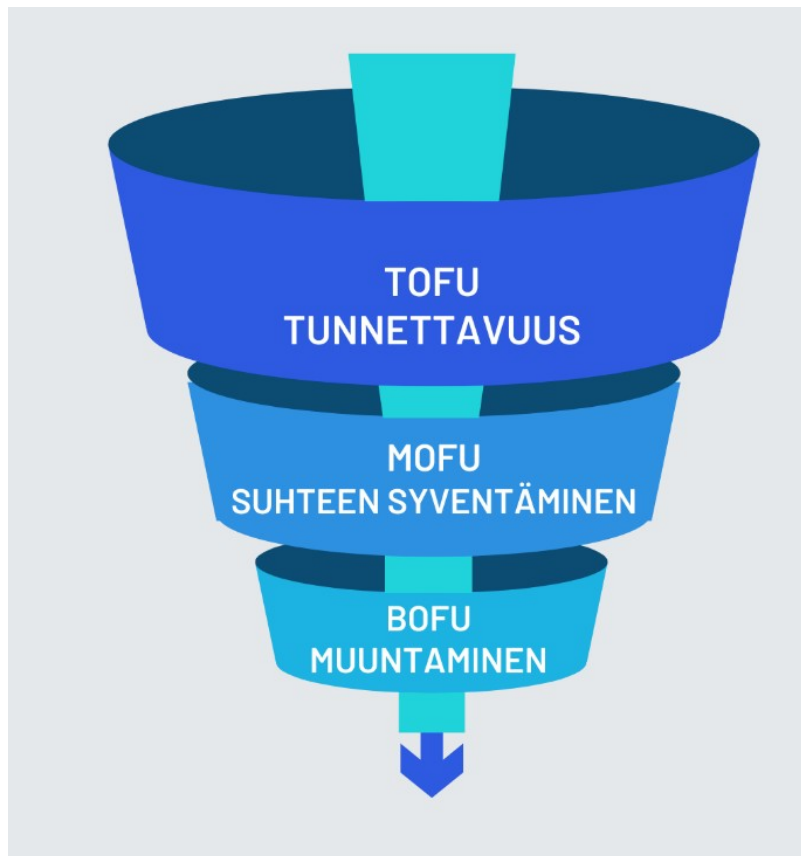 TOFU
TUNNETTAVUUS
MOFU
SUHTEEN SYVENTÄMINEN
BOFU
MUUNTAMINEN